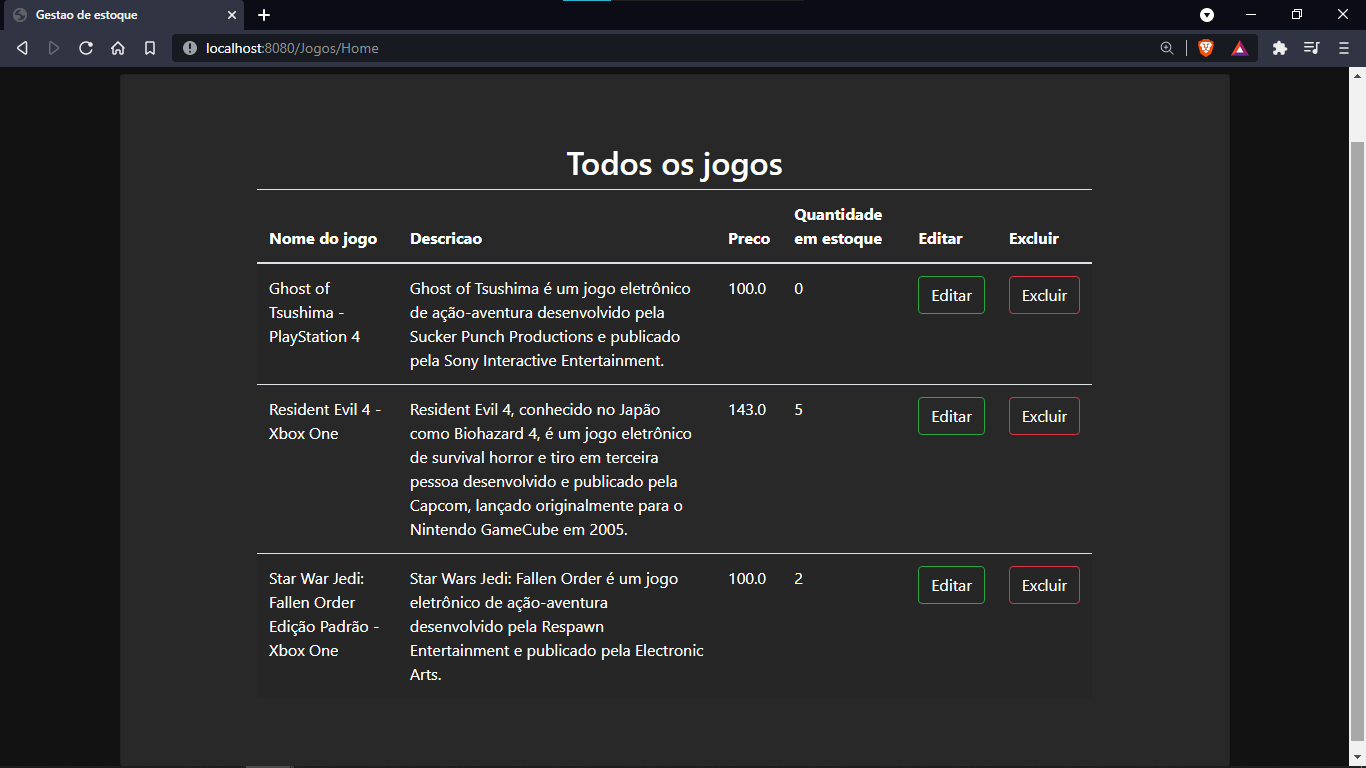 Gestao de estoque
localhost:8080/Jogos/Home
Todos os jogos
Nome do jogo Descricao Preco Quantidade em estoque Editar Excluir
Ghost of Ghost of Tsushima é um jogo eletrônico 100.0 0 Editar Excluir
Tsushima - de ação-aventura desenvolvido pela
PlayStation 4 Sucker Punch Productions e publicado
pela Sony Interactive Entertainment.
Resident Evil 4 - Resident Evil 4, conhecido no Japão 143.0 5 Editar Excluir
Xbox One como Biohazard 4, é um jogo eletrônico
de survival horror e tiro em terceira
pessoa desenvolvido e publicado pela
Capcom, lançado originalmente para o
Nintendo GameCube em 2005.
Star War Jedi: Star Wars Jedi: Fallen Order é um jogo 100.0 2 Editar Excluir
Fallen Order eletrônico de ação-aventura
Edição Padrão - desenvolvido pela Respawn
Xbox One Entertainment e publicado pela Electronic
Arts.